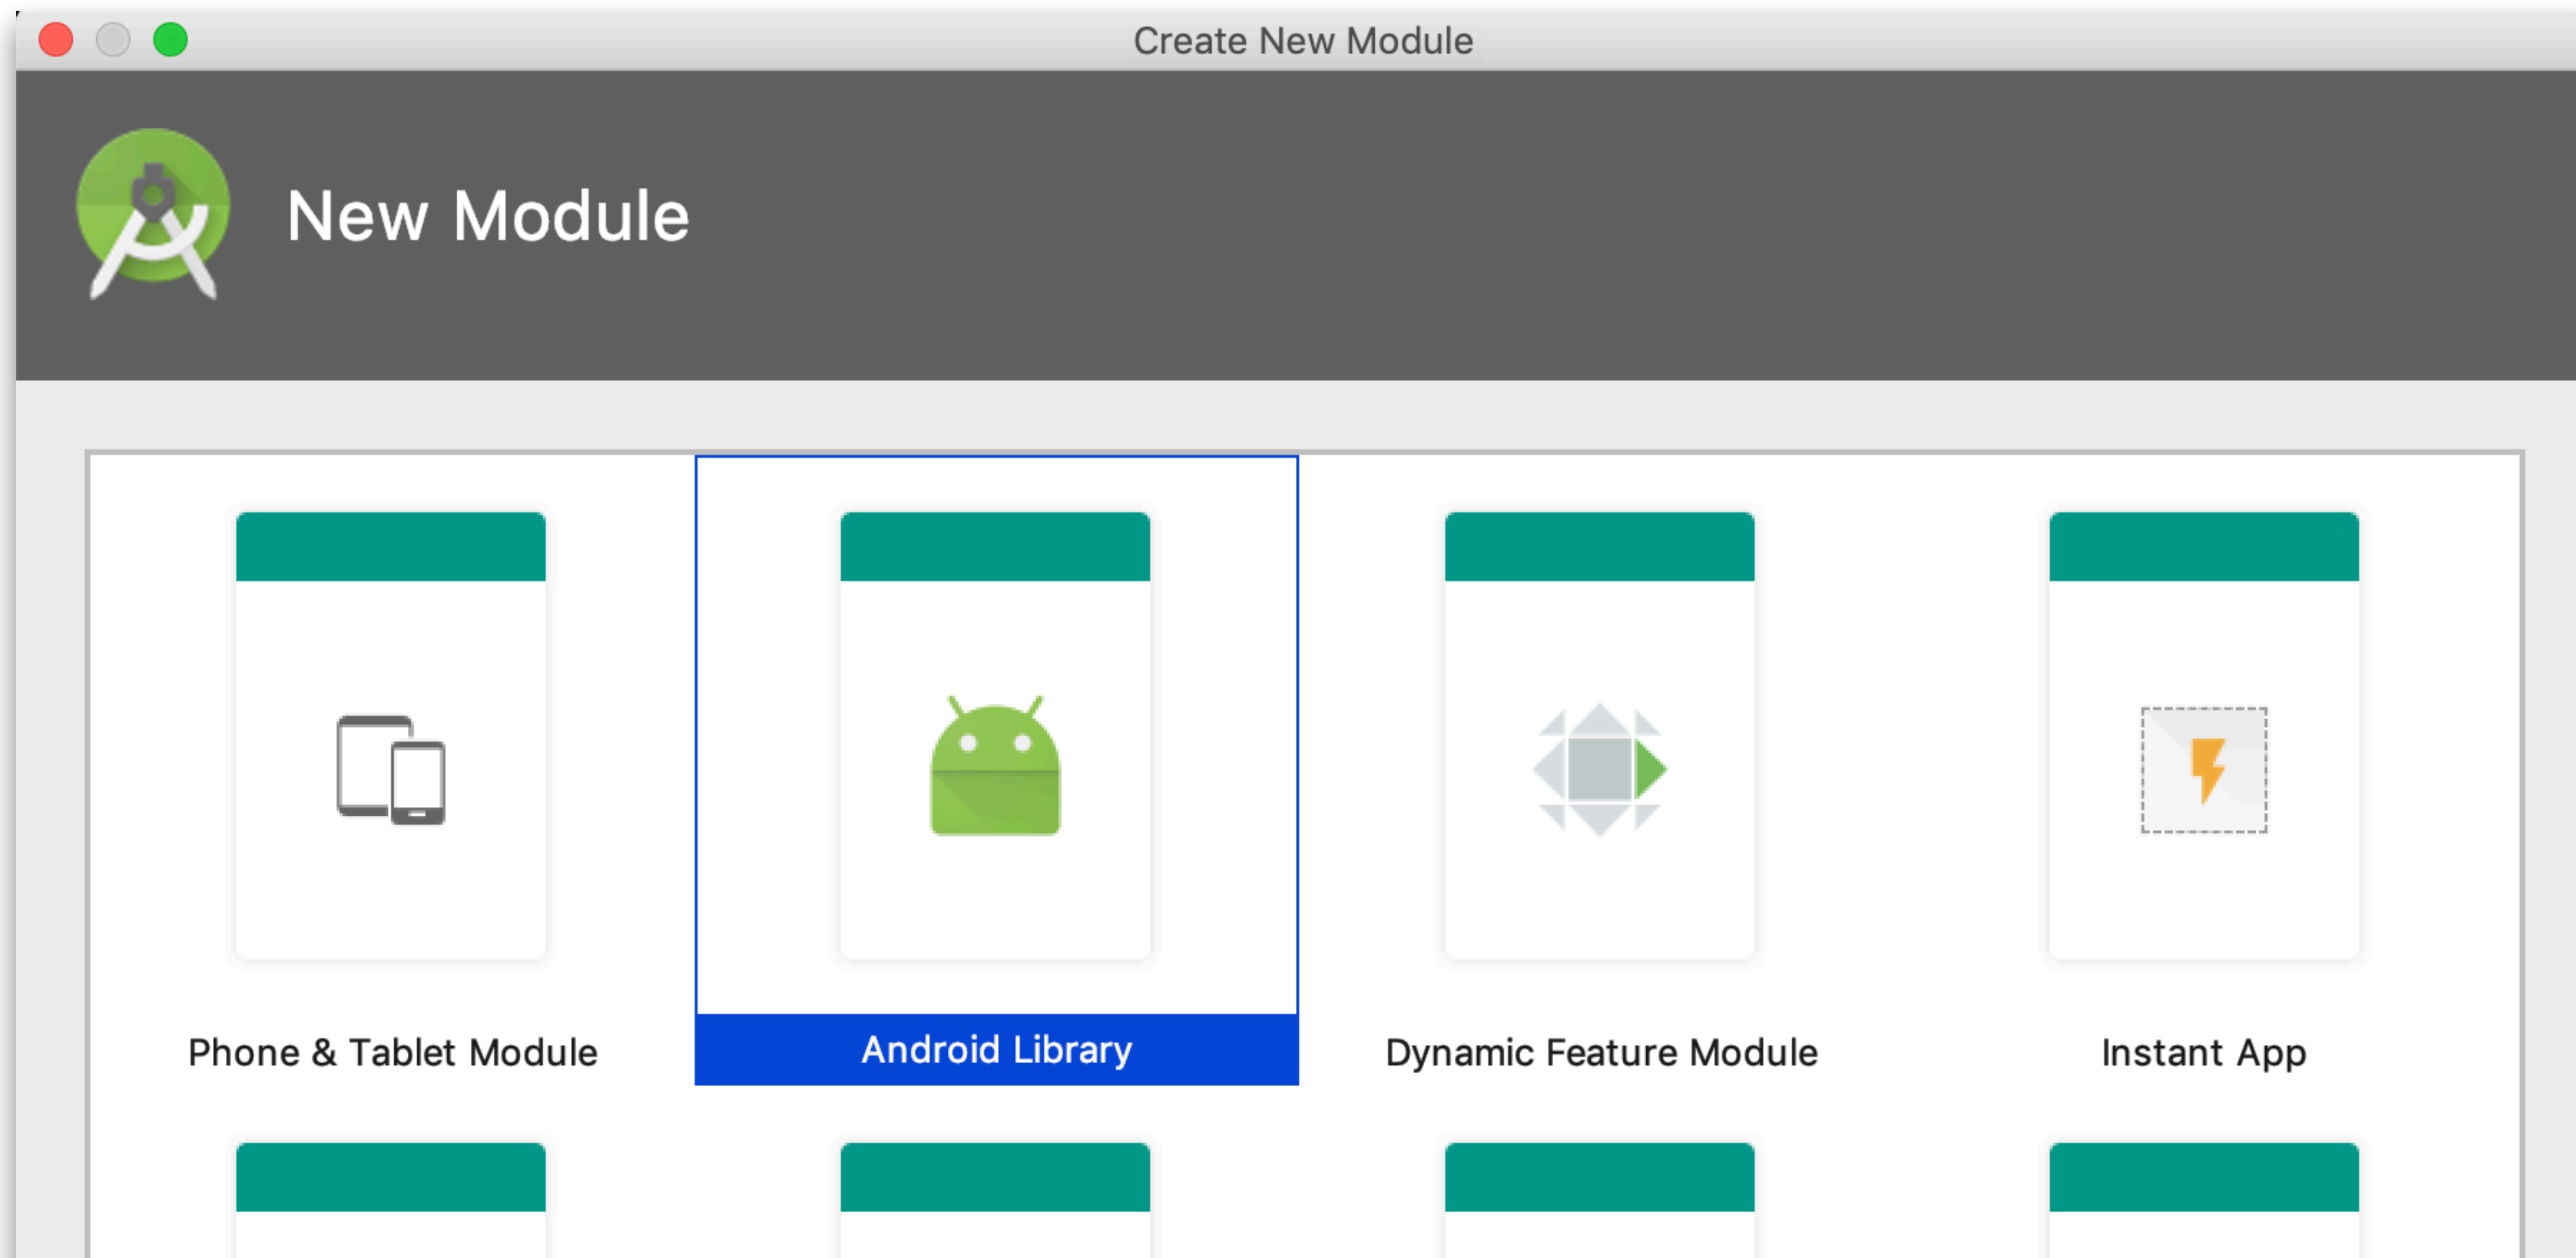 Create New Module
New Module
Phone & Tablet Module
Android Library
Dynamic Feature Module
Instant App